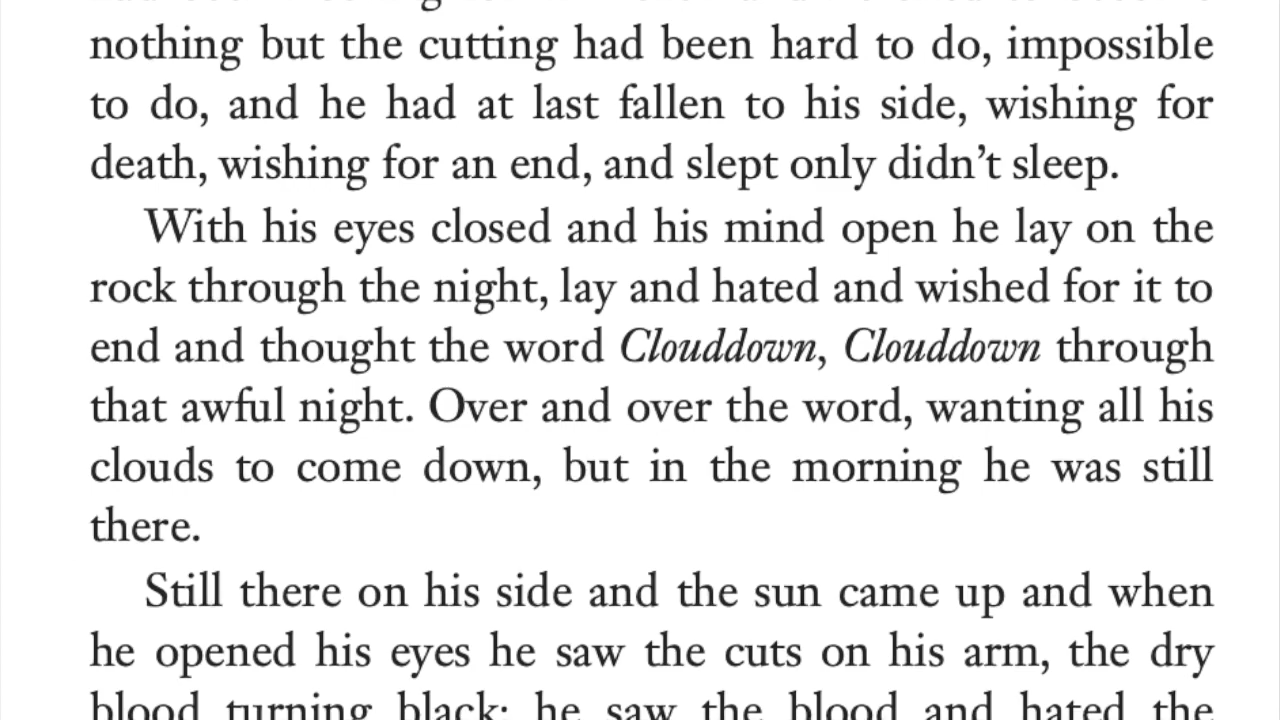 nothing but the cutting had been hard to do, impossible
to do, and he had at last fallen to his side, wishing for
death, wishing for an end, and slept only didn’t sleep.
With his eyes closed and his mind open he lay on the
rock through the night, lay and hated and wished for it to
end and thought the word Clouddown, Clouddown through
that awful night. Over and over the word, wanting all his
clouds to come down, but in the morning he was still
there.
Still there on his side and the sun came up and when
he opened his eyes he saw the cuts on his arm, the dry
blood turning black; he saw the blood and hated the